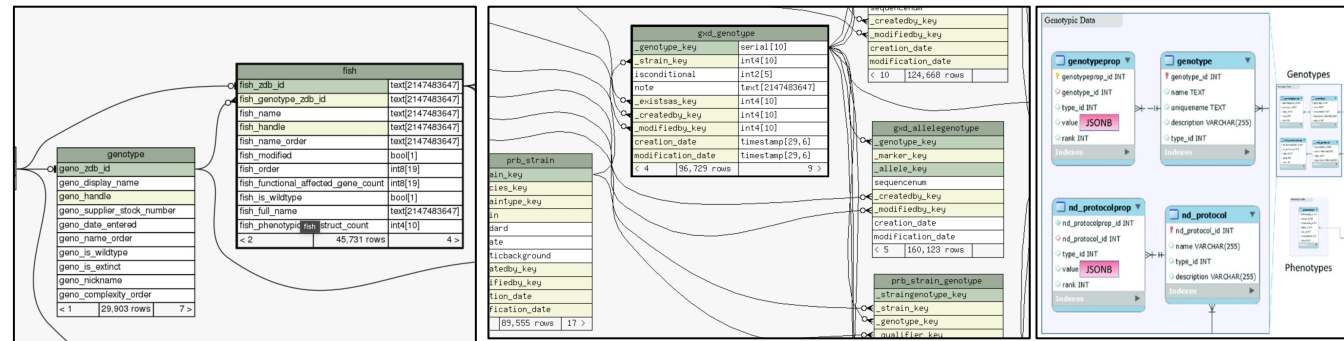 fish
fish_zdb_id text[2147483647]
fish_genotype_zdb_id text[2147483647]
fish_name text[2147483647]
fish_handle text[2147483647]
fish_name_order text[2147483647]
fish_modified bool[1]
fish_order int8[19]
fish_functional_affected_gene_count int8[19]
fish_is_wildtype bool[1]
fish_full_name text[2147483647]
fish_phenotypic fish struct_count int4[10]
< 2 45,731 rows 4 >
genotype
geno_zdb_id
geno_display_name
geno_handle
geno_supplier_stock_number
geno_date_entered
geno_name_order
geno_is_wildtype
geno_is_extinct
geno_nickname
geno_complexity_order
< 1 29,903 rows 7 >
gxd_genotype
_genotype_key serial[10]
_strain_key int4[10]
isconditional int2[5]
note text[2147483647]
_existsas_key int4[10]
_createdby_key int4[10]
_modifiedby_key int4[10]
creation_date timestamp[29,6]
modification_date timestamp[29,6]
< 4 96,729 rows 9 >
sequencenum
_createdby_key
_modifiedby_key
creation_date
modification_date
< 10 124,668 rows
gxd_allelegenotype
_genotype_key
_marker_key
_allele_key
sequencenum
_createdby_key
_modifiedby_key
creation_date
modification_date
< 5 160,123 rows
prb_strain
ain_key
cies_key
aintype_key
in
dard
ate
ticbackground
atedby_key
ifiedby_key
tion_date
fication_date
89,555 rows 17 >
prb_strain_genotype
_straingenotype_key
_strain_key
_genotype_key
_qualifier_key
Genotypic Data
genotypeprop
genotypeprop_id INT
genotype_id INT
type_id INT
value JSONB
rank INT
Indexes
genotype
genotype_id INT
name TEXT
uniquename TEXT
description VARCHAR(255)
type_id INT
Indexes
nd_protocolprop
nd_protocolprop_id INT
nd_protocol_id INT
type_id INT
value JSONB
rank INT
Indexes
nd_protocol
nd_protocol_id INT
name VARCHAR(255)
type_id INT
description VARCHAR(255)
Indexes
Genotypes
Phenotypes